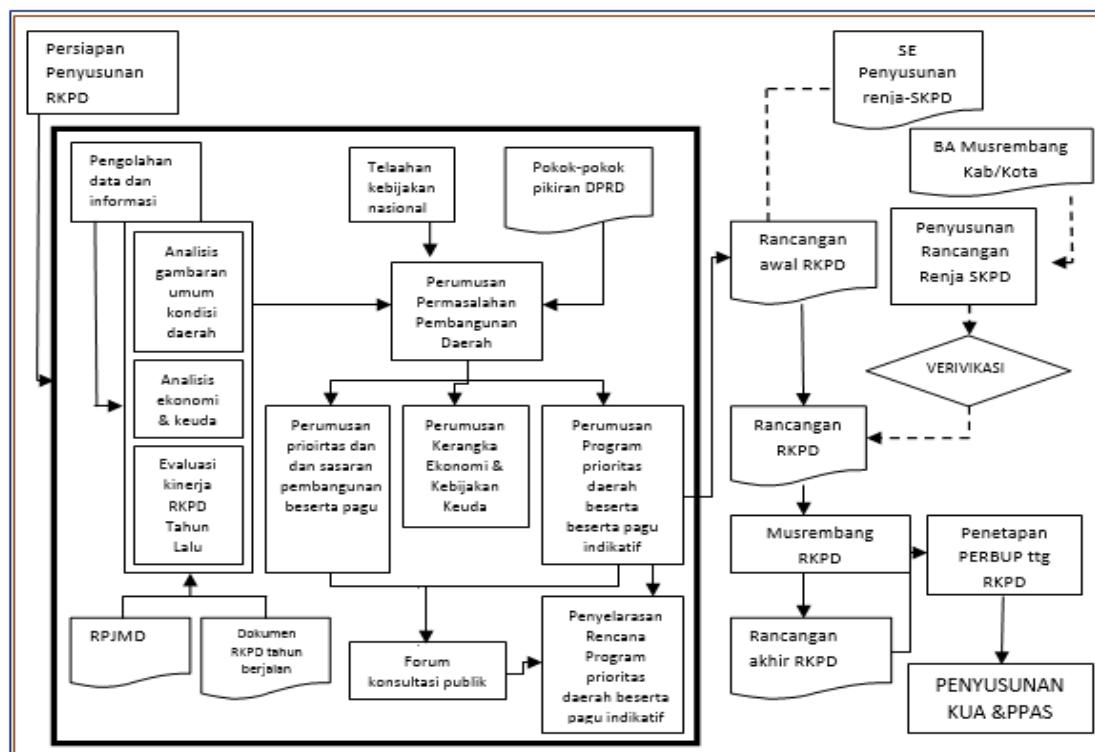 Persiapan
Penyusunan
RKPD
SE
Penyusunan
renja-SKPD
BA Musrembang
Kab/Kota
Pengolahan
data dan
informasi
Telaahan
kebijakan
nasional
Pokok-pokok
pikiran DPRD
Analisis
gambaran
umum
kondisi
daerah
Perumusan
Permasalahan
Pembangunan
Daerah
Rancangan
awal RKPD
Penyusunan
Rancangan
Renja SKPD
VERIVIKASI
Analisis
ekonomi
& keuda
Evaluasi
kinerja
RKPD
Tahun
Lalu
Perumusan
prioirtas dan
dan sasaran
pembangunan
beserta pagu
Perumusan
Kerangka
Ekonomi &
Kebijakan
Keuda
Perumusan
Program
prioritas
daerah
beserta
beserta pagu
indikatif
Rancangan
RKPD
Musrembang
RKPD
Penetapan
PERBUP ttg
RKPD
RPJMD
Dokumen
RKPD tahun
berjalan
Forum
konsultasi publik
Penyelarasan
Rencana
Program
prioritas
daerah beserta
pagu indikatif
Rancangan
akhir RKPD
PENYUSUNAN
KUA &PPAS